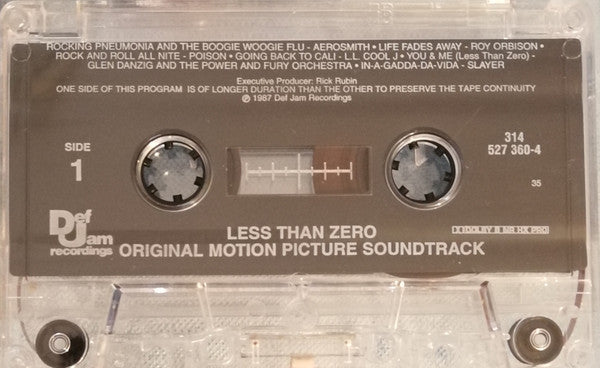 ROCKING PNEUMONIA AND THE BOOGIE WOOGIE FLU - AEROSMITH • LIFE FADES AWAY - ROY ORBISON •
ROCK AND ROLL ALL NITE - POISON • GOING BACK TO CALI - L.L. COOL J • YOU & ME (Less Than Zero) -
GLEN DANZIG AND THE POWER AND FURY ORCHESTRA • IN-A-GADDA-DA-VIDA - SLAYER
Executive Producer: Rick Rubin
ONE SIDE OF THIS PROGRAM IS OF LONGER DURATION THAN THE OTHER TO PRESERVE THE TAPE CONTINUITY
℗ 1987 Def Jam Recordings
SIDE
1
314
527 360-4
35
Def
Jam
recordings
LESS THAN ZERO
ORIGINAL MOTION PICTURE SOUNDTRACK
DOLBY B NR HX PRO